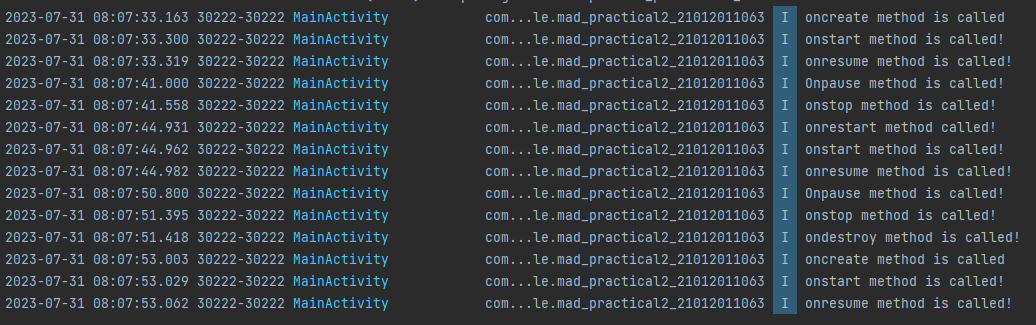 2023-07-31 08:07:33.163 30222-30222 MainActivity com...le.mad_practical2_21012011063 I oncreate method is called
2023-07-31 08:07:33.300 30222-30222 MainActivity com...le.mad_practical2_21012011063 I onstart method is called!
2023-07-31 08:07:33.319 30222-30222 MainActivity com...le.mad_practical2_21012011063 I onresume method is called!
2023-07-31 08:07:41.000 30222-30222 MainActivity com...le.mad_practical2_21012011063 I Onpause method is called!
2023-07-31 08:07:41.558 30222-30222 MainActivity com...le.mad_practical2_21012011063 I onstop method is called!
2023-07-31 08:07:44.931 30222-30222 MainActivity com...le.mad_practical2_21012011063 I onrestart method is called!
2023-07-31 08:07:44.962 30222-30222 MainActivity com...le.mad_practical2_21012011063 I onstart method is called!
2023-07-31 08:07:44.982 30222-30222 MainActivity com...le.mad_practical2_21012011063 I onresume method is called!
2023-07-31 08:07:50.800 30222-30222 MainActivity com...le.mad_practical2_21012011063 I Onpause method is called!
2023-07-31 08:07:51.395 30222-30222 MainActivity com...le.mad_practical2_21012011063 I onstop method is called!
2023-07-31 08:07:51.418 30222-30222 MainActivity com...le.mad_practical2_21012011063 I ondestroy method is called!
2023-07-31 08:07:53.003 30222-30222 MainActivity com...le.mad_practical2_21012011063 I oncreate method is called
2023-07-31 08:07:53.029 30222-30222 MainActivity com...le.mad_practical2_21012011063 I onstart method is called!
2023-07-31 08:07:53.062 30222-30222 MainActivity com...le.mad_practical2_21012011063 I onresume method is called!